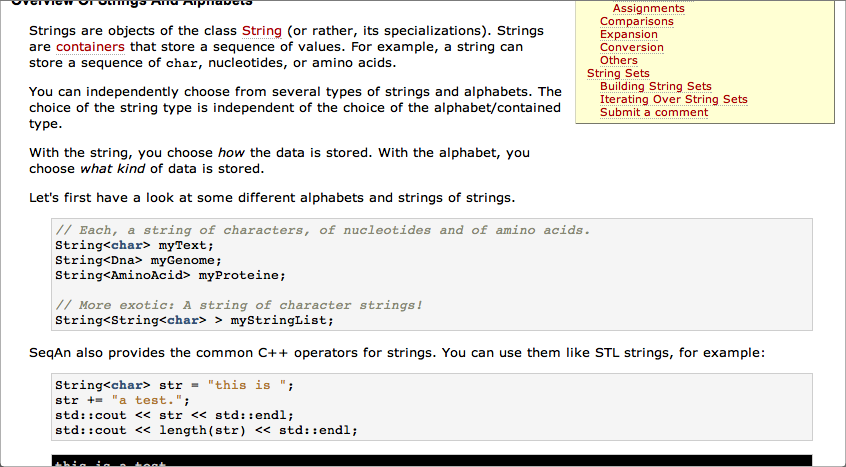 Overview Of Strings And Alphabets
Strings are objects of the class String (or rather, its specializations). Strings
are containers that store a sequence of values. For example, a string can
store a sequence of char, nucleotides, or amino acids.
You can independently choose from several types of strings and alphabets. The
choice of the string type is independent of the choice of the alphabet/contained
type.
With the string, you choose how the data is stored. With the alphabet, you
choose what kind of data is stored.
Let's first have a look at some different alphabets and strings of strings.
Assignments
Comparisons
Expansion
Conversion
Others
String Sets
Building String Sets
Iterating Over String Sets
Submit a comment
// Each, a string of characters, of nucleotides and of amino acids.
String<char> myText;
String<Dna> myGenome;
String<AminoAcid> myProteine;
// More exotic: A string of character strings!
String<String<char> > myStringList;
SeqAn also provides the common C++ operators for strings. You can use them like STL strings, for example:
String<char> str = "this is ";
str += "a test.";
std::cout << str << std::endl;
std::cout << length(str) << std::endl;
this is a test